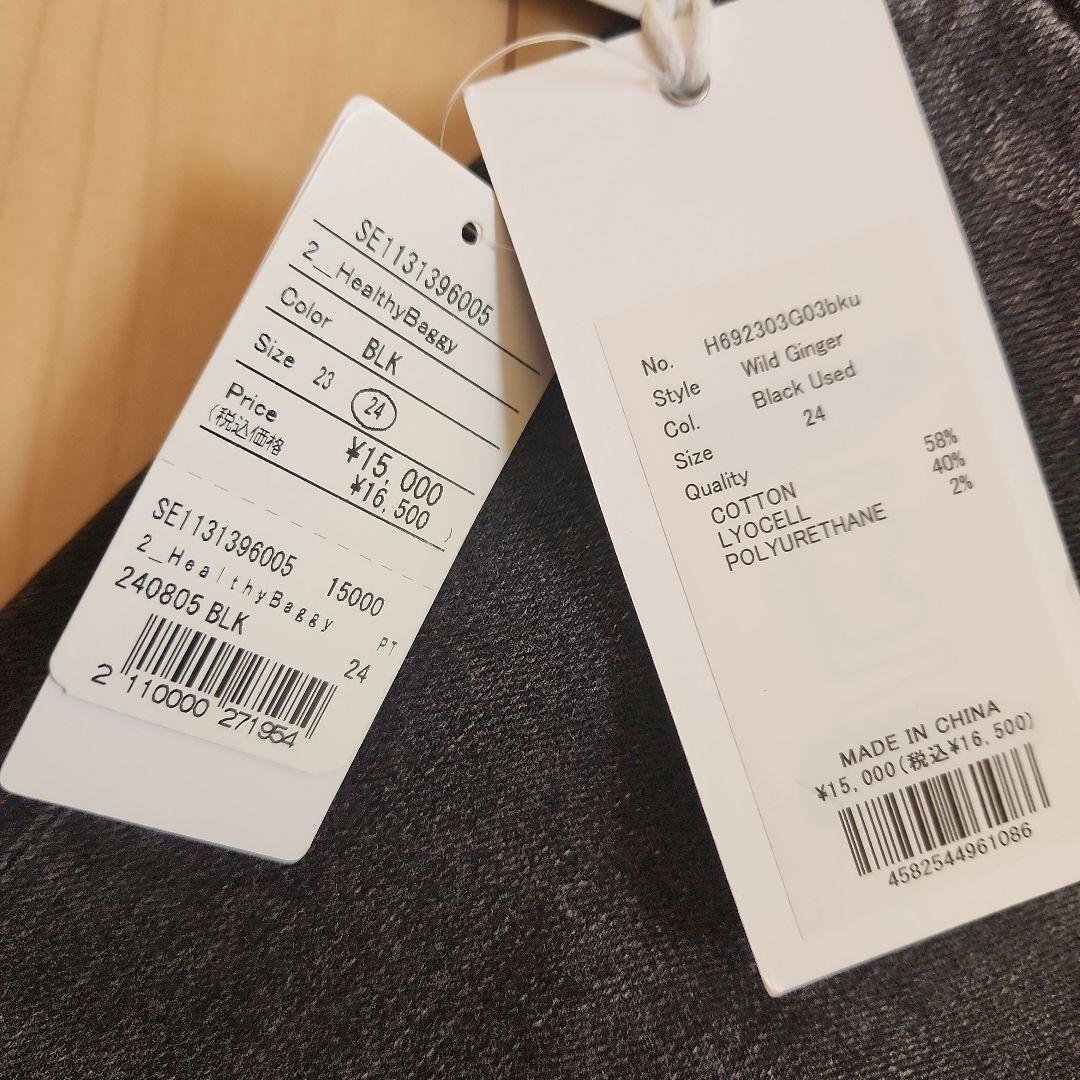 SE1131396005
2_HealthyBaggy
Color BLK
Size 23 24
Price ¥15,000
(税込価格 ¥16,500)
SE1131396005 15000
2_HealthyBaggy PT
240805 BLK 24
2 110000 271954
No. H692303G03bku
Style Wild Ginger
Col. Black Used
Size 24
Quality
COTTON 58%
LYOCELL 40%
POLYURETHANE 2%
MADE IN CHINA
¥15,000(税込¥16,500)
4582544961086